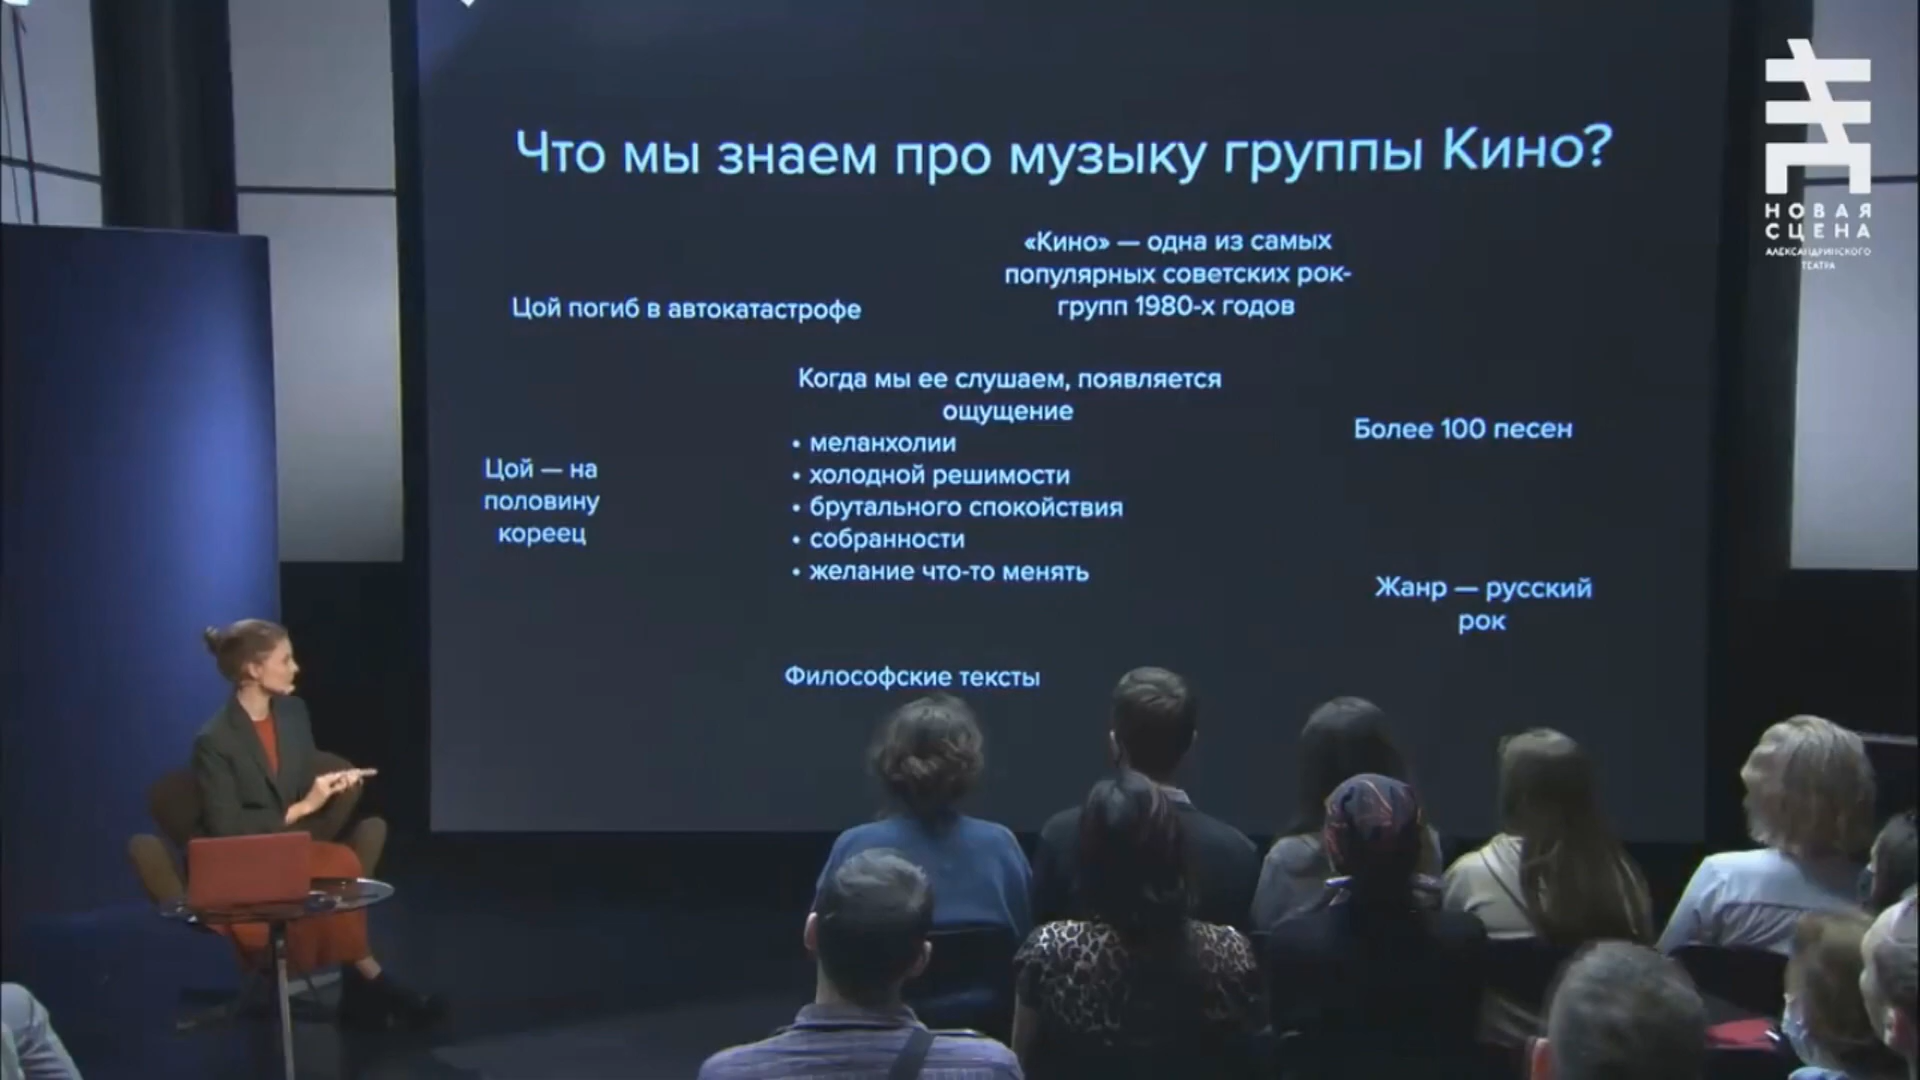 Что мы знаем про музыку группы Кино?
«Кино» — одна из самых
популярных советских рок-
групп 1980-х годов
Цой погиб в автокатастрофе
Когда мы ее слушаем, появляется
ощущение
• меланхолии
• холодной решимости
• брутального спокойствия
• собранности
• желание что-то менять
Более 100 песен
Цой — на
половину
кореец
Жанр — русский
рок
Философские тексты
НОВАЯ
СЦЕНА
АЛЕКСАНДРИНСКОГО
ТЕАТРА